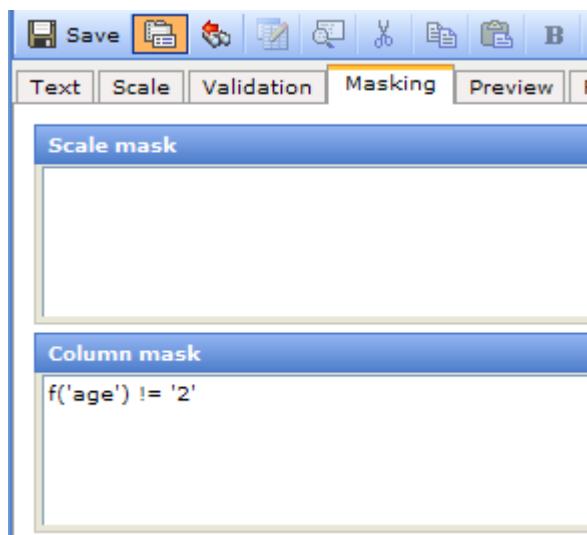 Save B
Text Scale Validation Masking Preview
Scale mask
Column mask
f('age') != '2'